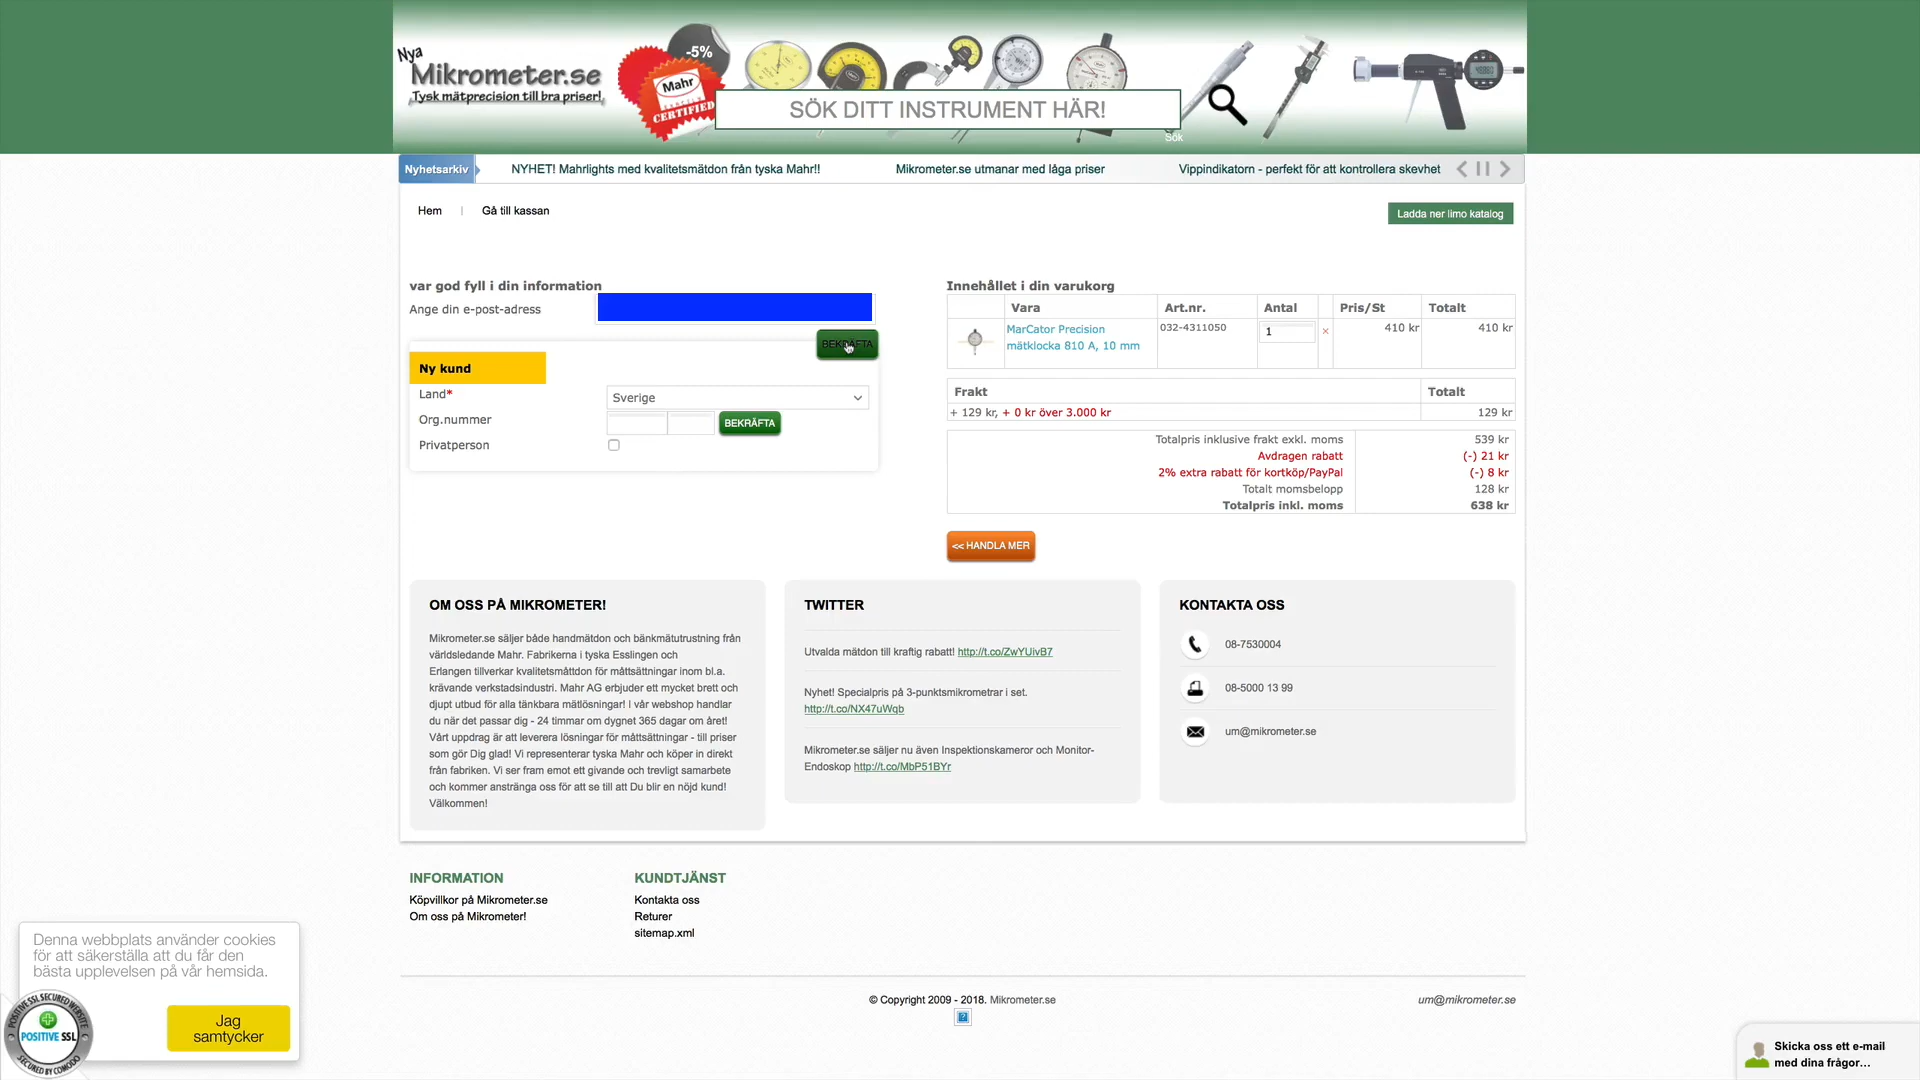 Nya
Mikrometer.se
Tysk mätprecision till bra priser!
-5%
Mahr
CERTIFIED
SÖK DITT INSTRUMENT HÄR!
Sök
Nyhetsarkiv
NYHET! Mahrlights med kvalitetsmätdon från tyska Mahr!!
Mikrometer.se utmanar med låga priser
Vippindikatorn - perfekt för att kontrollera skevhet
Hem | Gå till kassan
Ladda ner limo katalog
var god fyll i din information
Ange din e-post-adress
BEKRÄFTA
Ny kund
Land*
Sverige
Org.nummer
BEKRÄFTA
Privatperson
Innehållet i din varukorg
Vara Art.nr. Antal Pris/St Totalt
MarCator Precision
mätklocka 810 A, 10 mm
032-4311050
1
×
410 kr
410 kr
Frakt Totalt
+ 129 kr, + 0 kr över 3.000 kr 129 kr
Totalpris inklusive frakt exkl. moms 539 kr
Avdragen rabatt (-) 21 kr
2% extra rabatt för kortköp/PayPal (-) 8 kr
Totalt momsbelopp 128 kr
Totalpris inkl. moms 638 kr
<< HANDLA MER
OM OSS PÅ MIKROMETER!
Mikrometer.se säljer både handmätdon och bänkmätutrustning från
världsledande Mahr. Fabrikerna i tyska Esslingen och
Erlangen tillverkar kvalitetsmåttdon för måttsättningar inom bl.a.
krävande verkstadsindustri. Mahr AG erbjuder ett mycket brett och
djupt utbud för alla tänkbara mätlösningar! I vår webshop handlar
du när det passar dig - 24 timmar om dygnet 365 dagar om året!
Vårt uppdrag är att leverera lösningar för måttsättningar - till priser
som gör Dig glad! Vi representerar tyska Mahr och köper in direkt
från fabriken. Vi ser fram emot ett givande och trevligt samarbete
och kommer anstränga oss för att se till att Du blir en nöjd kund!
Välkommen!
TWITTER
Utvalda mätdon till kraftig rabatt! http://t.co/ZwYUivB7
Nyhet! Specialpris på 3-punktsmikrometrar i set.
http://t.co/NX47uWqb
Mikrometer.se säljer nu även Inspektionskameror och Monitor-
Endoskop http://t.co/MbP51BYr
KONTAKTA OSS
08-7530004
08-5000 13 99
um@mikrometer.se
INFORMATION
Köpvillkor på Mikrometer.se
Om oss på Mikrometer!
KUNDTJÄNST
Kontakta oss
Returer
sitemap.xml
© Copyright 2009 - 2018. Mikrometer.se
um@mikrometer.se
Denna webbplats använder cookies
för att säkerställa att du får den
bästa upplevelsen på vår hemsida.
Jag
samtycker
POSITIVE SSL SECURED WEBSITE
POSITIVE SSL
SECURED BY COMODO
Skicka oss ett e-mail
med dina frågor...